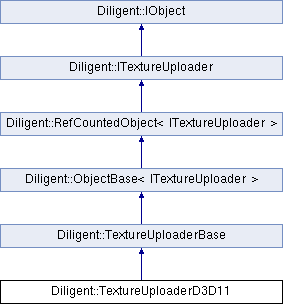 Diligent::IObject
Diligent::ITextureUploader
Diligent::RefCountedObject< ITextureUploader >
Diligent::ObjectBase< ITextureUploader >
Diligent::TextureUploaderBase
Diligent::TextureUploaderD3D11